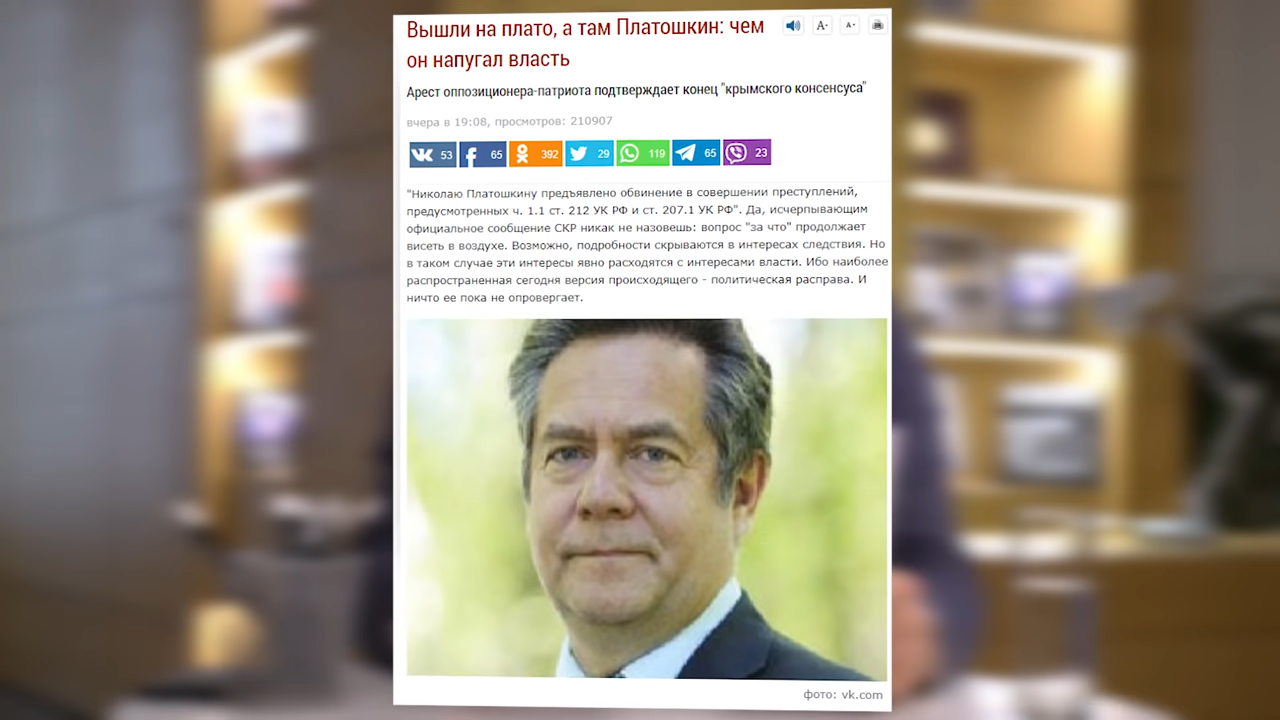 Вышли на плато, а там Платошкин: чем
он напугал власть
A+
A-
Арест оппозиционера-патриота подтверждает конец "крымского консенсуса"
вчера в 19:08, просмотров: 210907
53
65
392
29
119
65
23
"Николаю Платошкину предъявлено обвинение в совершении преступлений,
предусмотренных ч. 1.1 ст. 212 УК РФ и ст. 207.1 УК РФ". Да, исчерпывающим
официальное сообщение СКР никак не назовешь: вопрос "за что" продолжает
висеть в воздухе. Возможно, подробности скрываются в интересах следствия. Но
в таком случае эти интересы явно расходятся с интересами власти. Ибо наиболее
распространенная сегодня версия происходящего - политическая расправа. И
ничто ее пока не опровергает.
фото: vk.com